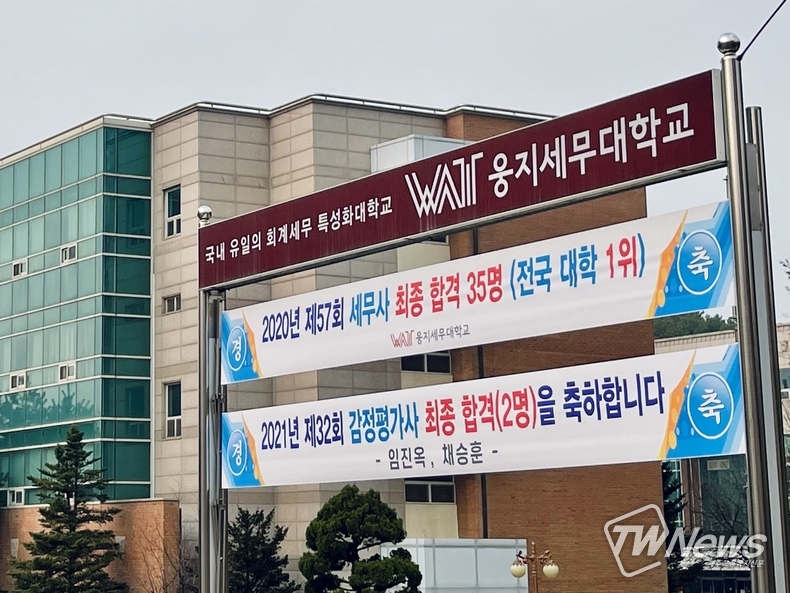 국내 유일의 회계세무 특성화대학교 WAT 웅지세무대학교
경 2020년 제57회 세무사 최종 합격 35명 (전국 대학 1위) 축
WAT 웅지세무대학교
경 2021년 제32회 감정평가사 최종 합격(2명)을 축하합니다 축
- 임진옥, 채승훈 -
TWNews